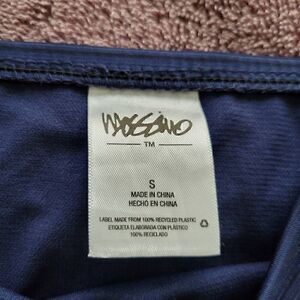 mossimo
TM
S
MADE IN CHINA
HECHO EN CHINA
LABEL MADE FROM 100% RECYCLED PLASTIC
ETIQUETA ELABORADA CON PLÁSTICO
100% RECICLADO